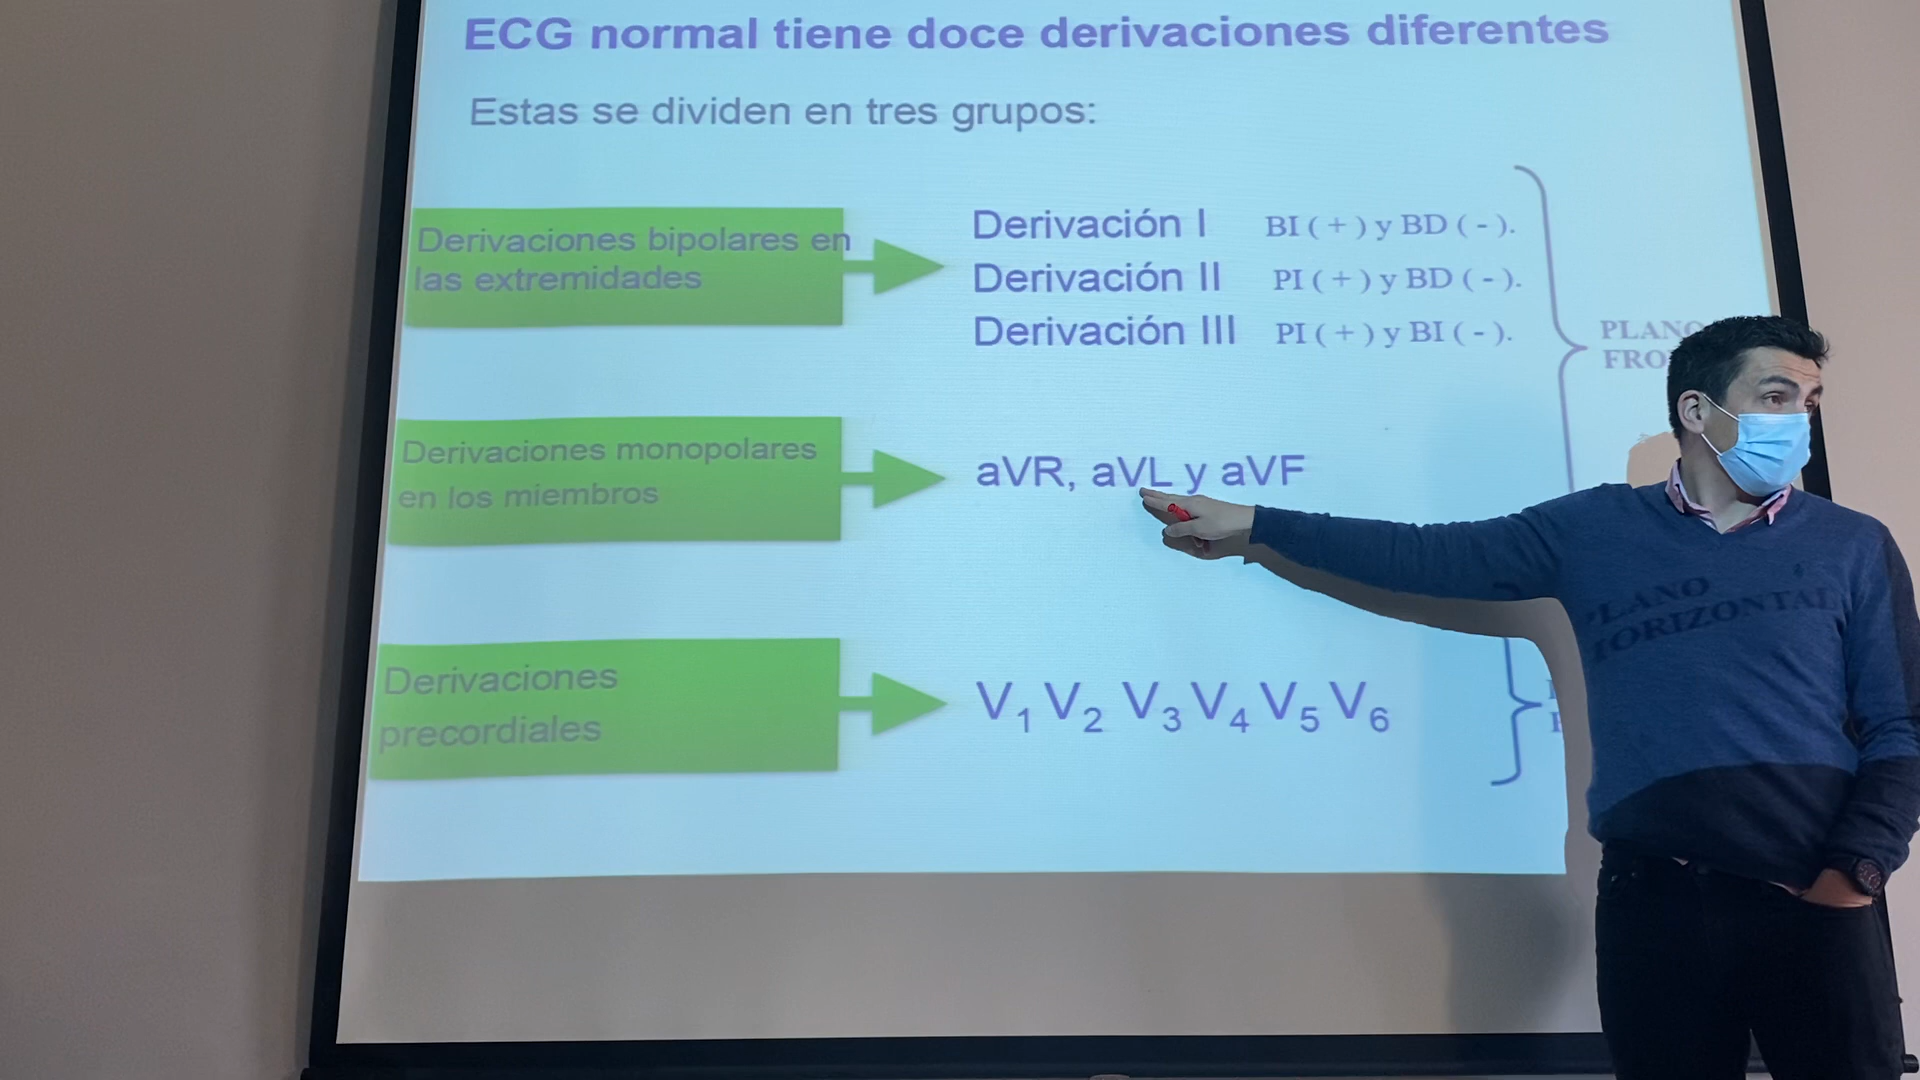 ECG normal tiene doce derivaciones diferentes
Estas se dividen en tres grupos:
Derivaciones bipolares en
las extremidades
Derivación I BI ( + ) y BD ( - ).
Derivación II PI ( + ) y BD ( - ).
Derivación III PI ( + ) y BI ( - ).
Derivaciones monopolares
en los miembros
aVR, aVL y aVF
Derivaciones
precordiales
V₁ V₂ V₃ V₄ V₅ V₆
PLANO
PLANO
HORIZONTAL